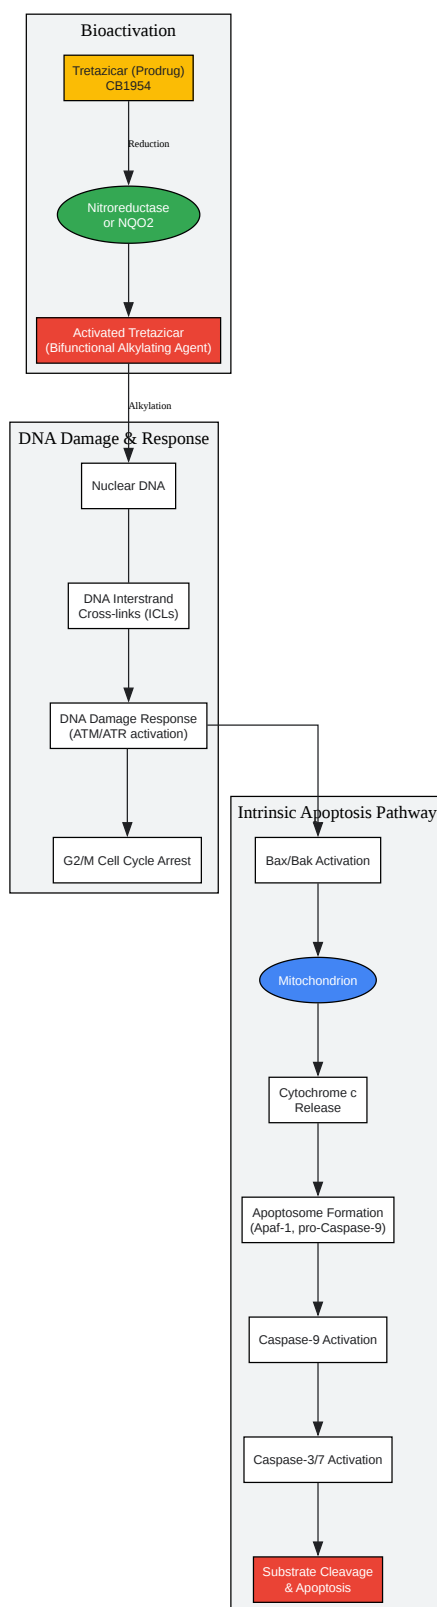 Bioactivation
Tretazicar (Prodrug)
CB1954
Reduction
Nitroreductase
or NQO2
Activated Tretazicar
(Bifunctional Alkylating Agent)
Alkylation
DNA Damage & Response
Nuclear DNA
DNA Interstrand
Cross-links (ICLs)
DNA Damage Response
(ATM/ATR activation)
G2/M Cell Cycle Arrest
Intrinsic Apoptosis Pathway
Bax/Bak Activation
Mitochondrion
Cytochrome c
Release
Apoptosome Formation
(Apaf-1, pro-Caspase-9)
Caspase-9 Activation
Caspase-3/7 Activation
Substrate Cleavage
& Apoptosis